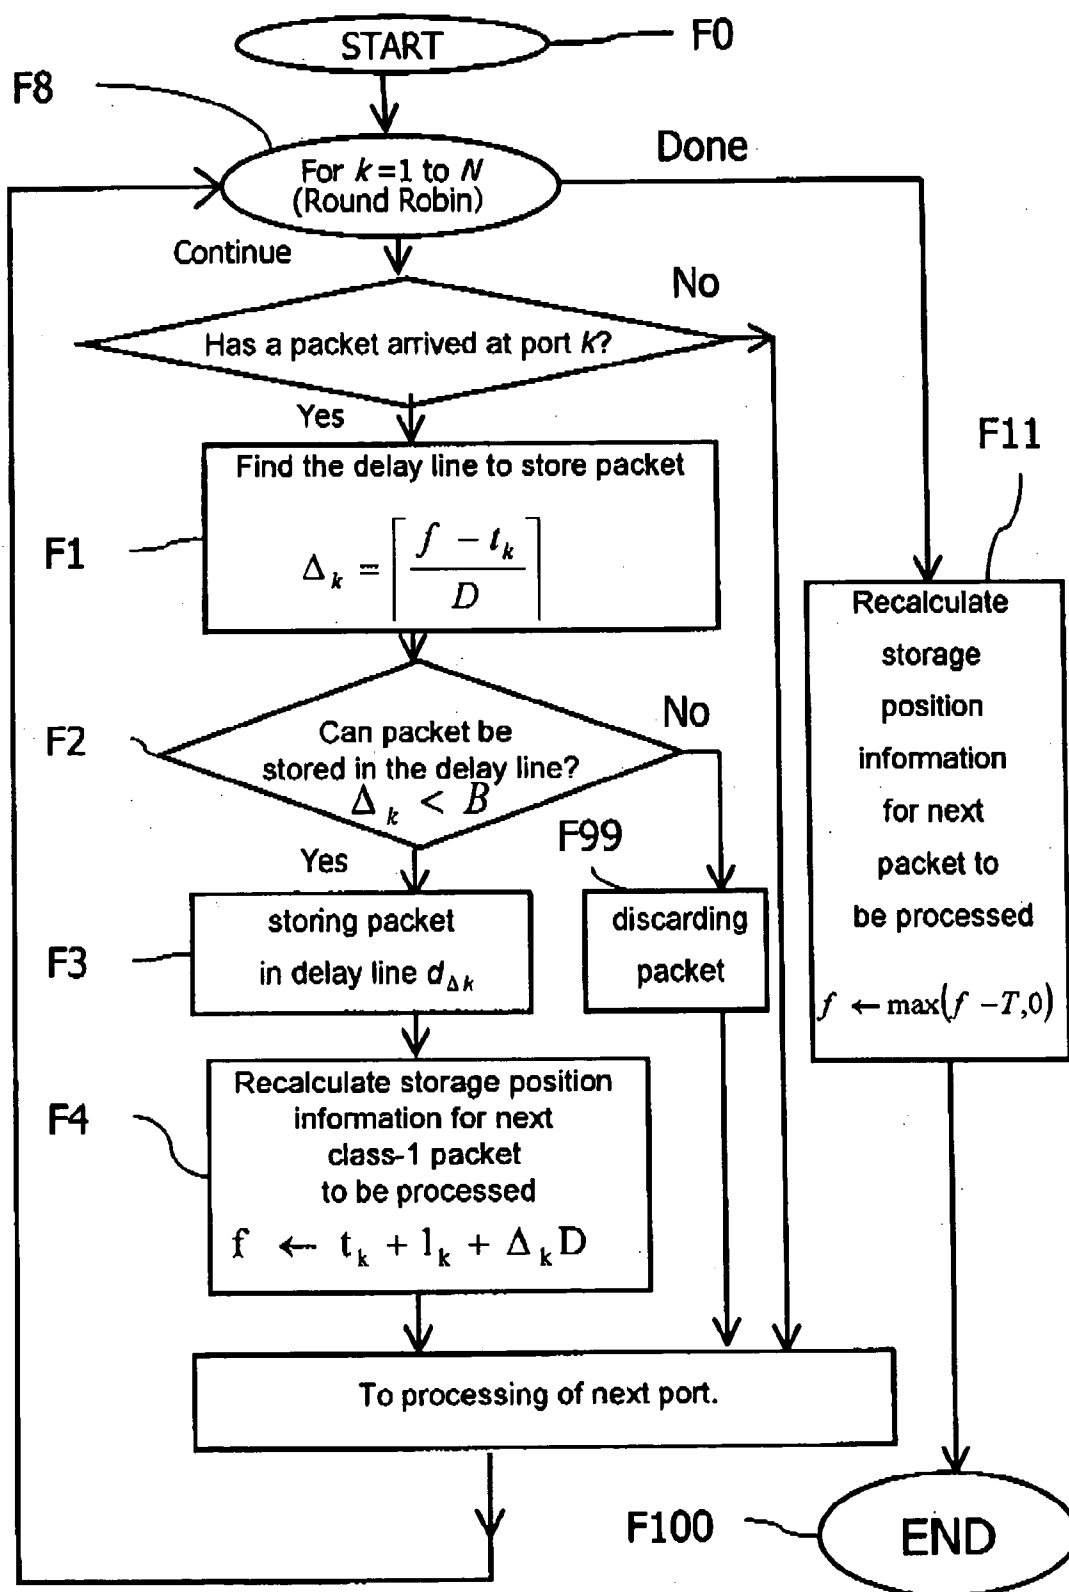 START
F0
F8
For k=1 to N
(Round Robin)
Done
Continue
No
Has a packet arrived at port k?
Yes
Find the delay line to store packet
Δ_k = ⌈(f - t_k) / D⌉
F1
F11
Recalculate
storage
position
information
for next
packet to
be processed
f ← max(f -T,0)
F2
Can packet be
stored in the delay line?
Δ_k < B
No
Yes
F99
discarding
packet
F3
storing packet
in delay line d_Δk
F4
Recalculate storage position
information for next
class-1 packet
to be processed
f ← t_k + l_k + Δ_k D
To processing of next port.
F100
END